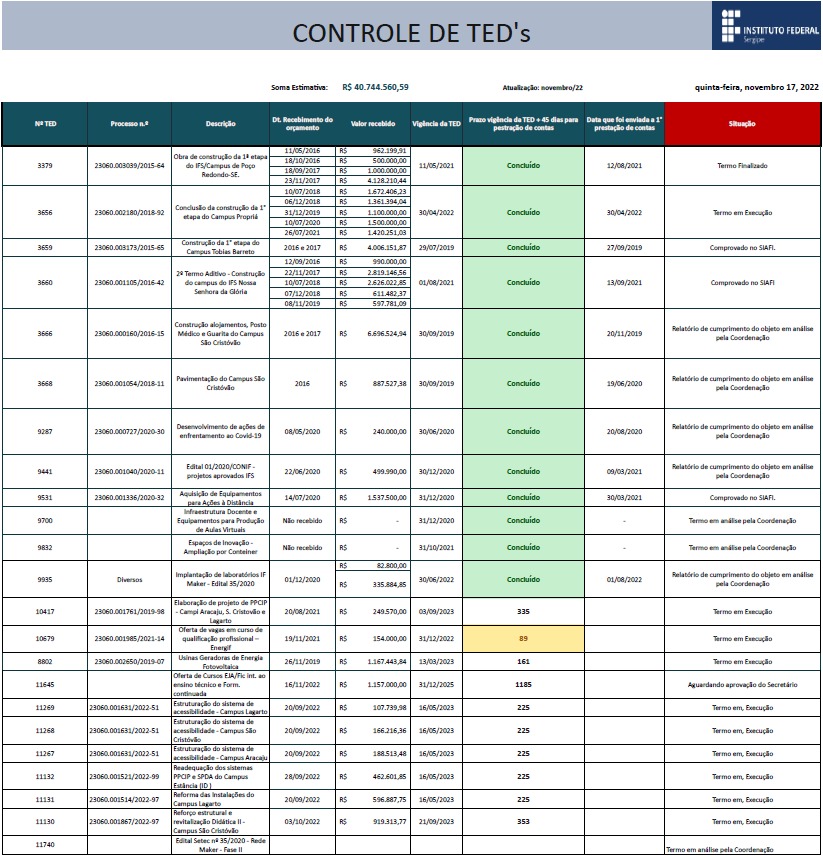 CONTROLE DE TED's
INSTITUTO FEDERAL
Sergipe
Soma Estimativa: R$ 40.744.560,59 Atualização: novembro/22 quinta-feira, novembro 17, 2022
Nº TED Processo n.º Descrição Dt. Recebimento do orçamento Valor recebido Vigência da TED Prazo vigência da TED + 45 dias para pestração de contas Data que foi enviada a 1ª prestação de contas Situação
3379 23060.003039/2015-64 Obra de construção da 1ª etapa do IFS/Campus de Poço Redondo-SE. 11/05/2016 R$ 962.199,91 11/05/2021 Concluído 12/08/2021 Termo Finalizado
18/10/2016 R$ 500.000,00
18/09/2017 R$ 1.000.000,00
23/11/2017 R$ 4.128.210,44
3656 23060.002180/2018-92 Conclusão da construção da 1ª etapa do Campus Propriá 10/07/2018 R$ 1.672.406,23 30/04/2022 Concluído 30/04/2022 Termo em Execução
06/12/2018 R$ 1.361.394,04
31/12/2019 R$ 1.100.000,00
10/07/2020 R$ 1.500.000,00
26/07/2021 R$ 1.420.251,03
3659 23060.003173/2015-65 Construção da 1ª etapa do Campus Tobias Barreto 2016 e 2017 R$ 4.006.151,87 29/07/2019 Concluído 27/09/2019 Comprovado no SIAFI.
3660 23060.001105/2016-42 2º Termo Aditivo - Construção do campus do IFS Nossa Senhora da Glória 12/09/2016 R$ 990.000,00 01/08/2021 Concluído 13/09/2021 Comprovado no SIAFI
22/11/2017 R$ 2.819.146,56
10/07/2018 R$ 2.626.022,85
07/12/2018 R$ 611.482,37
08/11/2019 R$ 597.781,09
3666 23060.000160/2016-15 Construção alojamentos, Posto Médico e Guarita do Campus São Cristóvão 2016 e 2017 R$ 6.696.524,94 30/09/2019 Concluído 20/11/2019 Relatório de cumprimento do objeto em análise pela Coordenação
3668 23060.001054/2018-11 Pavimentação do Campus São Cristóvão 2016 R$ 887.527,38 30/09/2019 Concluído 19/06/2020 Relatório de cumprimento do objeto em análise pela Coordenação
9287 23060.000727/2020-30 Desenvolvimento de ações de enfrentamento ao Covid-19 08/05/2020 R$ 240.000,00 30/06/2020 Concluído 20/08/2020 Relatório de cumprimento do objeto em análise pela Coordenação
9441 23060.001040/2020-11 Edital 01/2020/CONIF - projetos aprovados IFS 22/06/2020 R$ 499.990,00 30/12/2020 Concluído 09/03/2021 Relatório de cumprimento do objeto em análise pela Coordenação
9531 23060.001336/2020-32 Aquisição de Equipamentos para Ações à Distância 14/07/2020 R$ 1.537.500,00 31/12/2020 Concluído 30/03/2021 Comprovado no SIAFI.
9700 Infraestrutura Docente e Equipamentos para Produção de Aulas Virtuais Não recebido R$ - 31/12/2020 Concluído - Termo em análise pela Coordenação
9832 Espaços de Inovação - Ampliação por Conteiner Não recebido R$ - 31/10/2021 Concluído - Termo em análise pela Coordenação
9935 Diversos Implantação de laboratórios IF Maker - Edital 35/2020 01/12/2020 R$ 82.800,00 30/06/2022 Concluído 01/08/2022 Relatório de cumprimento do objeto em análise pela Coordenação
R$ 335.884,85
10417 23060.001761/2019-98 Elaboração de projeto de PPCIP - Campi Aracaju, S. Cristovão e Lagarto 20/08/2021 R$ 249.570,00 03/09/2023 335 Termo em Execução
10679 23060.001985/2021-14 Oferta de vagas em curso de qualificação profissional – Energif 19/11/2021 R$ 154.000,00 31/12/2022 89 Termo em Execução
8802 23060.002650/2019-07 Usinas Geradoras de Energia Fotovoltaica 26/11/2019 R$ 1.167.443,84 13/03/2023 161 Termo em Execução
11645 Oferta de Cursos EJA/Fic int. ao ensino técnico e Form. continuada 16/11/2022 R$ 1.157.000,00 31/12/2025 1185 Aguardando aprovação do Secretário
11269 23060.001631/2022-51 Estruturação do sistema de acessibilidade - Campus Lagarto 20/09/2022 R$ 107.739,98 16/05/2023 225 Termo em, Execução
11268 23060.001631/2022-51 Estruturação do sistema de acessibilidade - Campus São Cristóvão 20/09/2022 R$ 166.216,36 16/05/2023 225 Termo em, Execução
11267 23060.001631/2022-51 Estruturação do sistema de acessibilidade - Campus Aracaju 20/09/2022 R$ 188.513,48 16/05/2023 225 Termo em, Execução
11132 23060.001521/2022-99 Readequação dos sistemas PPCIP e SPDA do Campus Estância (ID ) 28/09/2022 R$ 462.601,85 16/05/2023 225 Termo em, Execução
11131 23060.001514/2022-97 Reforma das Instalações do Campus Lagarto 20/09/2022 R$ 596.887,75 16/05/2023 225 Termo em, Execução
11130 23060.001867/2022-97 Reforço estrutural e revitalização Didática II - Campus São Cristóvão 03/10/2022 R$ 919.313,77 21/09/2023 353 Termo em, Execução
11740 Edital Setec nº 35/2020 - Rede Maker - Fase II Termo em análise pela Coordenação